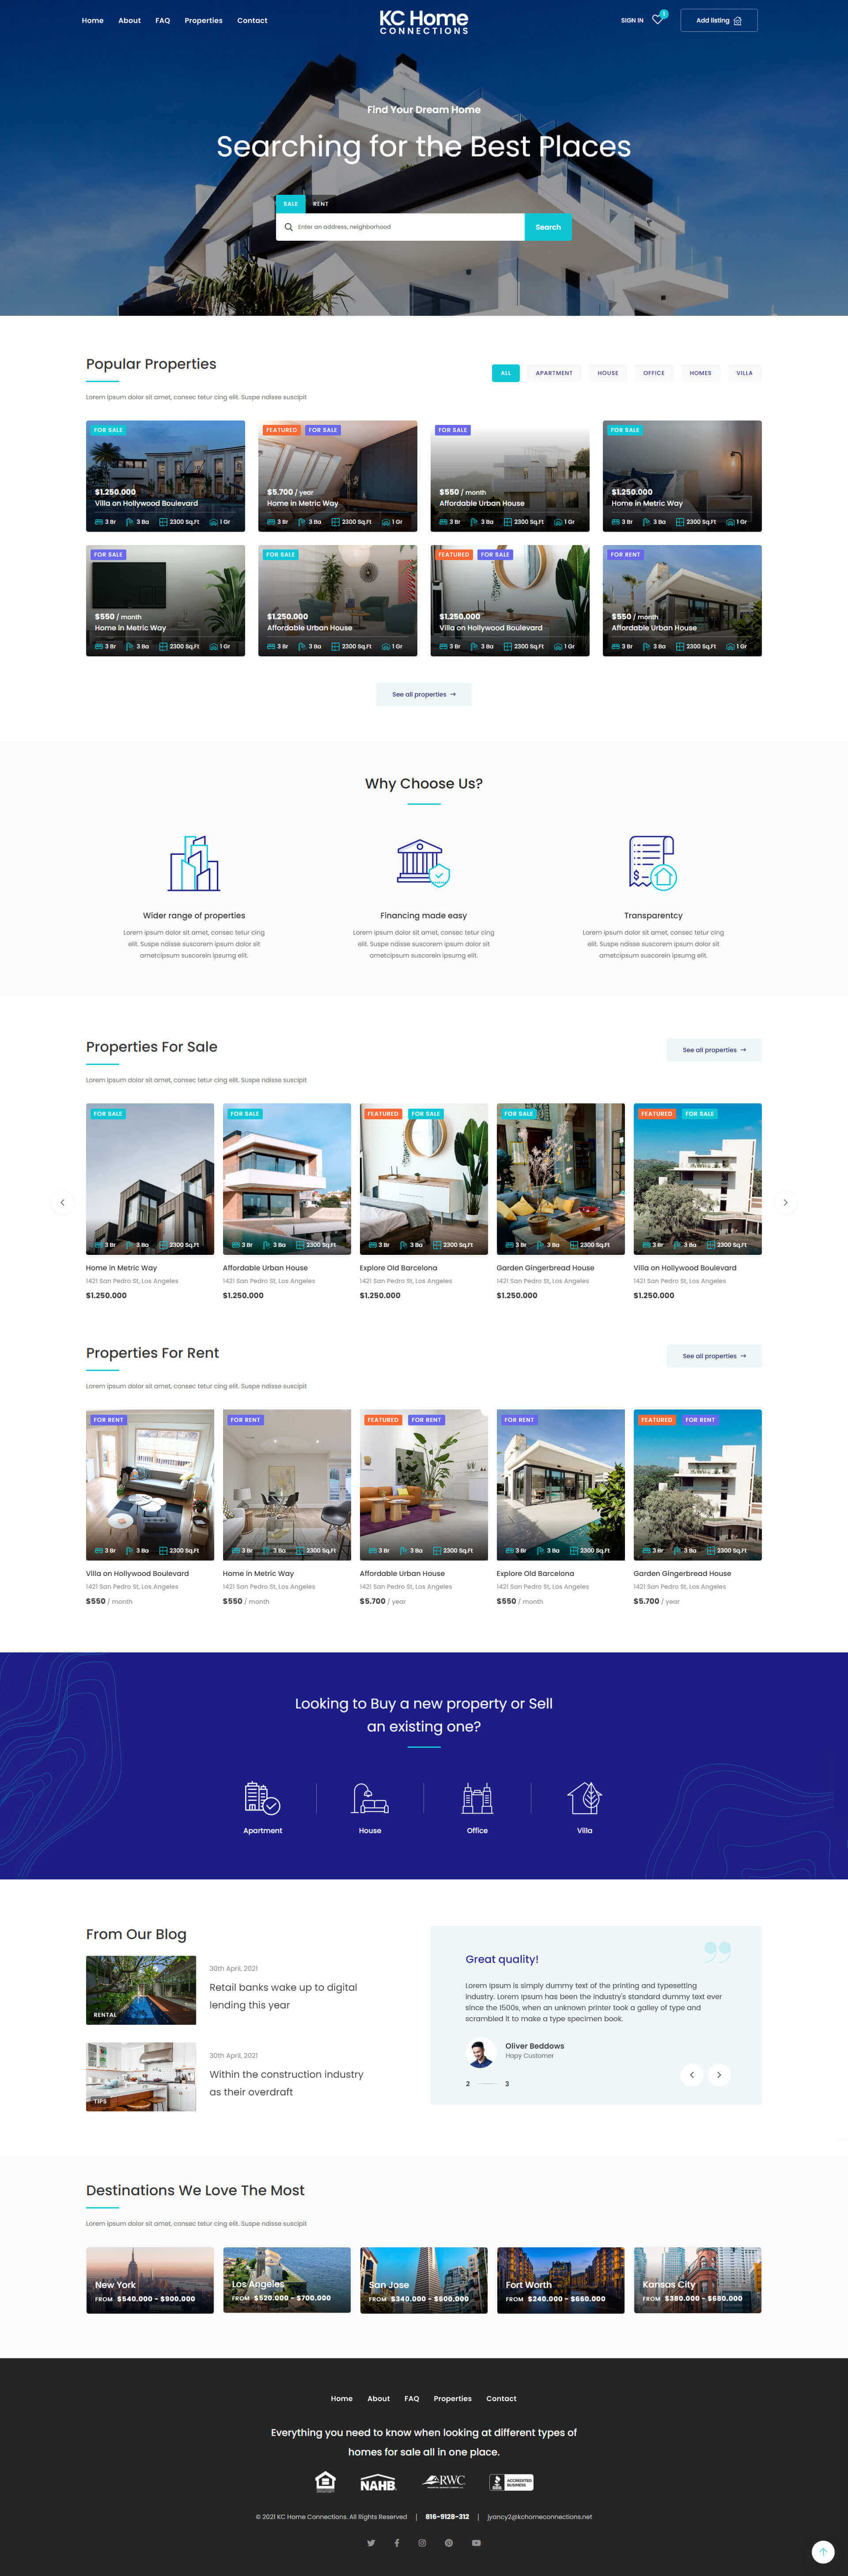 Home About FAQ Properties Contact
KC Home
CONNECTIONS
SIGN IN
1
Add listing
Find Your Dream Home
Searching for the Best Places
SALE RENT
Enter an address, neighborhood
Search
Popular Properties
ALL APARTMENT HOUSE OFFICE HOMES VILLA
Lorem ipsum dolor sit amet, consec tetur cing elit. Suspe ndisse suscipit
FOR SALE
$1.250.000
Villa on Hollywood Boulevard
3 Br 3 Ba 2300 Sq.Ft 1 Gr
FEATURED FOR SALE
$5.700 / year
Home in Metric Way
3 Br 3 Ba 2300 Sq.Ft 1 Gr
FOR SALE
$550 / month
Affordable Urban House
3 Br 3 Ba 2300 Sq.Ft 1 Gr
FOR SALE
$1.250.000
Home in Metric Way
3 Br 3 Ba 2300 Sq.Ft 1 Gr
FOR SALE
$550 / month
Home in Metric Way
3 Br 3 Ba 2300 Sq.Ft 1 Gr
FOR SALE
$1.250.000
Affordable Urban House
3 Br 3 Ba 2300 Sq.Ft 1 Gr
FEATURED FOR SALE
$1.250.000
Villa on Hollywood Boulevard
3 Br 3 Ba 2300 Sq.Ft 1 Gr
FOR RENT
$550 / month
Affordable Urban House
3 Br 3 Ba 2300 Sq.Ft 1 Gr
See all properties →
Why Choose Us?
Wider range of properties
Lorem ipsum dolor sit amet, consec tetur cing
elit. Suspe ndisse suscorem ipsum dolor sit
ametcipsum suscorein ipsumg elit.
Financing made easy
Lorem ipsum dolor sit amet, consec tetur cing
elit. Suspe ndisse suscorem ipsum dolor sit
ametcipsum suscorein ipsumg elit.
Transparentcy
Lorem ipsum dolor sit amet, consec tetur cing
elit. Suspe ndisse suscorem ipsum dolor sit
ametcipsum suscorein ipsumg elit.
Properties For Sale
See all properties →
Lorem ipsum dolor sit amet, consec tetur cing elit. Suspe ndisse suscipit
FOR SALE
3 Br 3 Ba 2300 Sq.Ft
Home in Metric Way
1421 San Pedro St, Los Angeles
$1.250.000
FOR SALE
3 Br 3 Ba 2300 Sq.Ft
Affordable Urban House
1421 San Pedro St, Los Angeles
$1.250.000
FEATURED FOR SALE
3 Br 3 Ba 2300 Sq.Ft
Explore Old Barcelona
1421 San Pedro St, Los Angeles
$1.250.000
FOR SALE
3 Br 3 Ba 2300 Sq.Ft
Garden Gingerbread House
1421 San Pedro St, Los Angeles
$1.250.000
FEATURED FOR SALE
3 Br 3 Ba 2300 Sq.Ft
Villa on Hollywood Boulevard
1421 San Pedro St, Los Angeles
$1.250.000
Properties For Rent
See all properties →
Lorem ipsum dolor sit amet, consec tetur cing elit. Suspe ndisse suscipit
FOR RENT
3 Br 3 Ba 2300 Sq.Ft
Villa on Hollywood Boulevard
1421 San Pedro St, Los Angeles
$550 / month
FOR RENT
3 Br 3 Ba 2300 Sq.Ft
Home in Metric Way
1421 San Pedro St, Los Angeles
$550 / month
FEATURED FOR RENT
3 Br 3 Ba 2300 Sq.Ft
Affordable Urban House
1421 San Pedro St, Los Angeles
$5.700 / year
FOR RENT
3 Br 3 Ba 2300 Sq.Ft
Explore Old Barcelona
1421 San Pedro St, Los Angeles
$550 / month
FEATURED FOR RENT
3 Br 3 Ba 2300 Sq.Ft
Garden Gingerbread House
1421 San Pedro St, Los Angeles
$5.700 / year
Looking to Buy a new property or Sell
an existing one?
Apartment House Office Villa
From Our Blog
RENTAL
30th April, 2021
Retail banks wake up to digital
lending this year
TIPS
30th April, 2021
Within the construction industry
as their overdraft
Great quality!
Lorem Ipsum is simply dummy text of the printing and typesetting
industry. Lorem Ipsum has been the industry's standard dummy text ever
since the 1500s, when an unknown printer took a galley of type and
scrambled it to make a type specimen book.
Oliver Beddows
Hapy Customer
2 3
Destinations We Love The Most
Lorem ipsum dolor sit amet, consec tetur cing elit. Suspe ndisse suscipit
New York
FROM $540.000 - $900.000
Los Angeles
FROM $520.000 - $700.000
San Jose
FROM $340.000 - $600.000
Fort Worth
FROM $240.000 - $660.000
Kansas City
FROM $380.000 - $680.000
Home About FAQ Properties Contact
Everything you need to know when looking at different types of
homes for sale all in one place.
NAHB
RWC
BBB ACCREDITED BUSINESS
© 2021 KC Home Connections. All Rights Reserved | 816-9128-312 | jyancy2@kchomeconnections.net